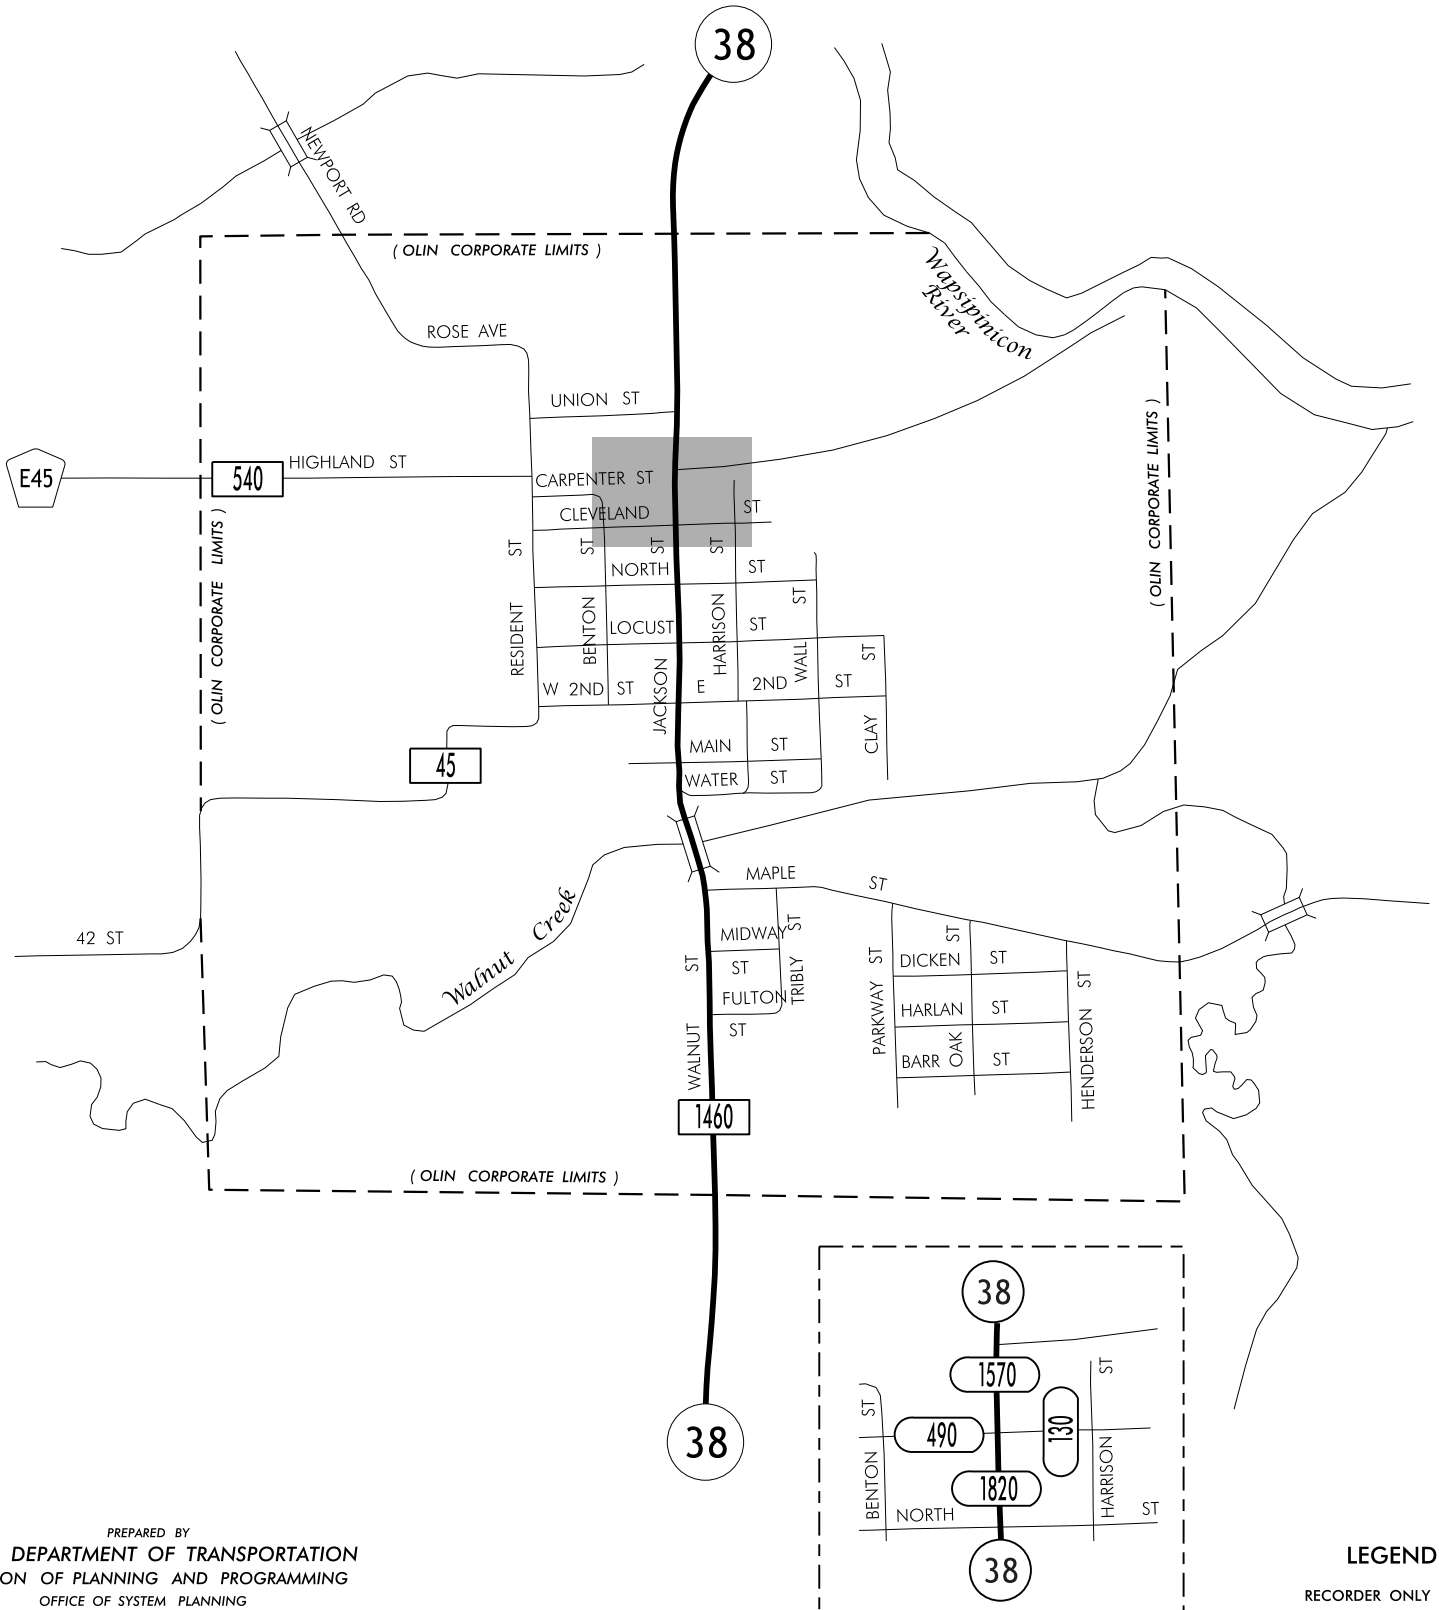 38
NEWPORT RD
( OLIN CORPORATE LIMITS )
Wapsipinicon
River
ROSE AVE
UNION ST
( OLIN CORPORATE LIMITS )
E45
540
HIGHLAND ST
CARPENTER ST
CLEVELAND ST
( OLIN CORPORATE LIMITS )
RESIDENT ST
BENTON ST
JACKSON ST
HARRISON ST
NORTH ST
WALL ST
LOCUST ST
CLAY ST
W 2ND ST E 2ND ST
45
MAIN ST
WATER ST
MAPLE ST
Walnut Creek
42 ST
MIDWAY ST
TRIBLY ST
FULTON ST
WALNUT ST
PARKWAY ST
DICKEN ST
HARLAN ST
BARR ST
OAK ST
HENDERSON ST
1460
( OLIN CORPORATE LIMITS )
38
38
1570
490
130
1820
BENTON ST
HARRISON ST
NORTH ST
38
PREPARED BY
DEPARTMENT OF TRANSPORTATION
ON OF PLANNING AND PROGRAMMING
OFFICE OF SYSTEM PLANNING
LEGEND
RECORDER ONLY